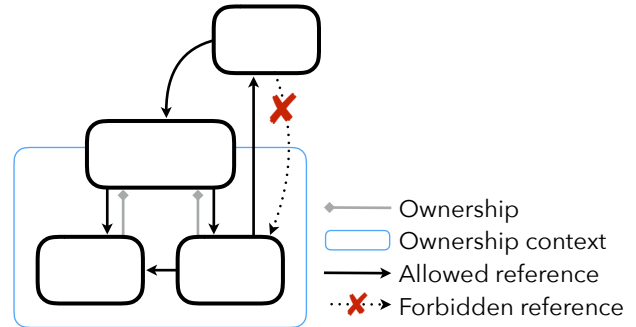 Ownership
Ownership context
Allowed reference
Forbidden reference